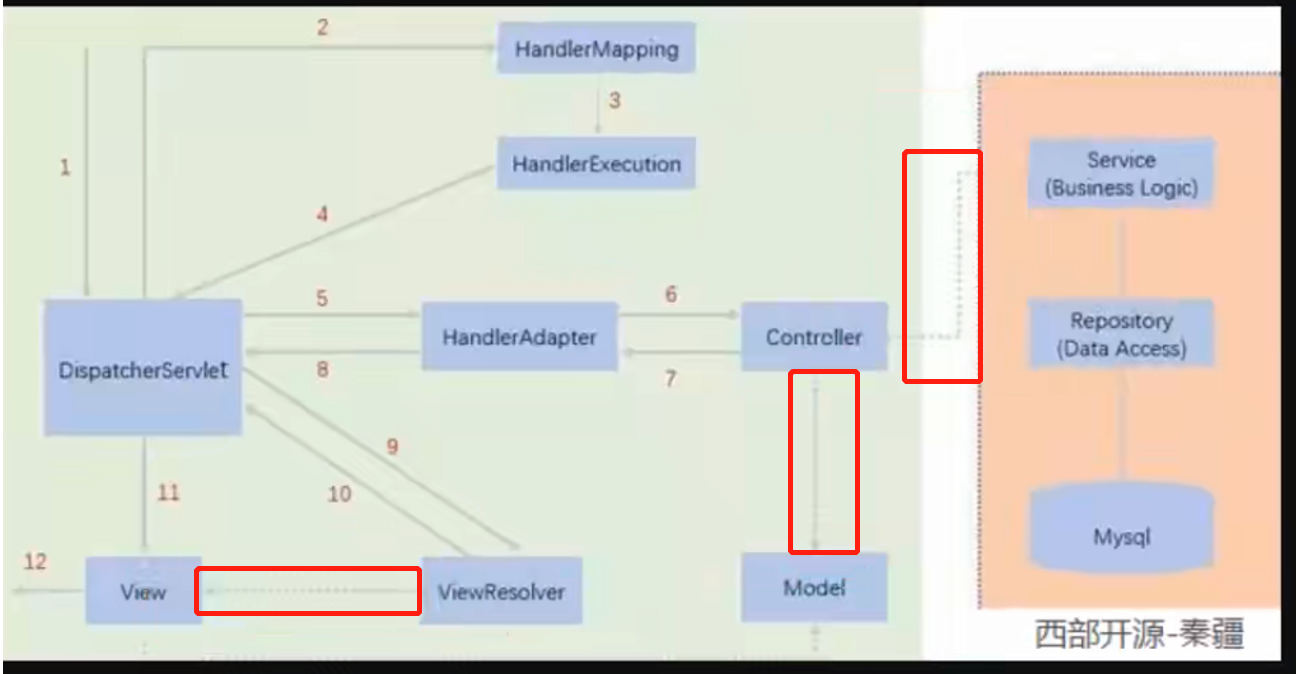 2
HandlerMapping
3
HandlerExecution
1
4
Service
(Business Logic)
5
6
HandlerAdapter
Controller
Repository
(Data Access)
DispatcherServlet
8
7
9
10
11
Mysql
12
View
ViewResolver
Model
西部开源-秦疆